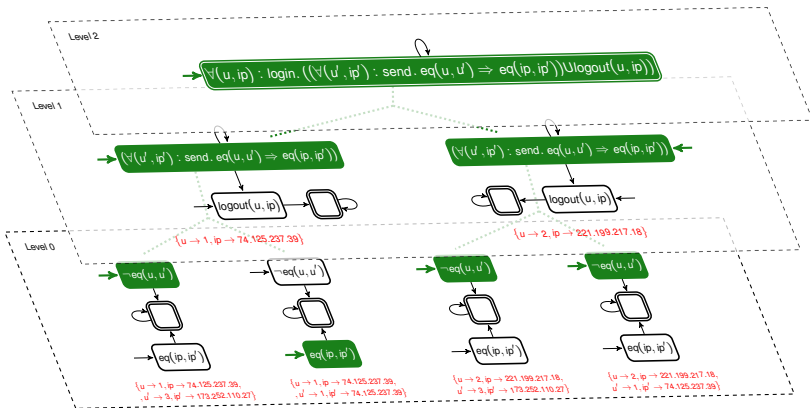 Level 2
∀(u, ip) : login. ((∀(u′, ip′) : send. eq(u, u′) ⇒ eq(ip, ip′))Ulogout(u, ip))
Level 1
(∀(u′, ip′) : send. eq(u, u′) ⇒ eq(ip, ip′))
(∀(u′, ip′) : send. eq(u, u′) ⇒ eq(ip, ip′))
logout(u, ip)
logout(u, ip)
Level 0
{u → 1, ip → 74.125.237.39}
{u → 2, ip → 221.199.217.18}
¬eq(u, u′)
¬eq(u, u′)
¬eq(u, u′)
¬eq(u, u′)
eq(ip, ip′)
eq(ip, ip′)
eq(ip, ip′)
eq(ip, ip′)
{u → 1, ip → 74.125.237.39,
, u′ → 3, ip′ → 173.252.110.27}
{u → 1, ip → 74.125.237.39,
, u′ → 1, ip′ → 74.125.237.39}
{u → 2, ip → 221.199.217.18,
u′ → 3, ip′ → 173.252.110.27}
{u → 2, ip → 221.199.217.18,
u′ → 1, ip′ → 74.125.237.39}